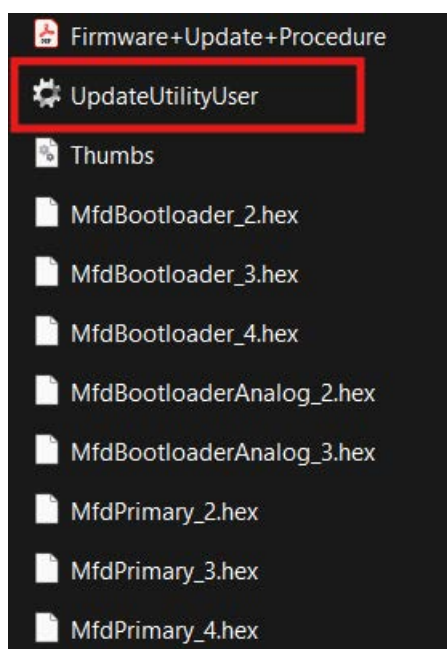 Firmware+Update+Procedure
UpdateUtilityUser
Thumbs
MfdBootloader_2.hex
MfdBootloader_3.hex
MfdBootloader_4.hex
MfdBootloaderAnalog_2.hex
MfdBootloaderAnalog_3.hex
MfdPrimary_2.hex
MfdPrimary_3.hex
MfdPrimary_4.hex